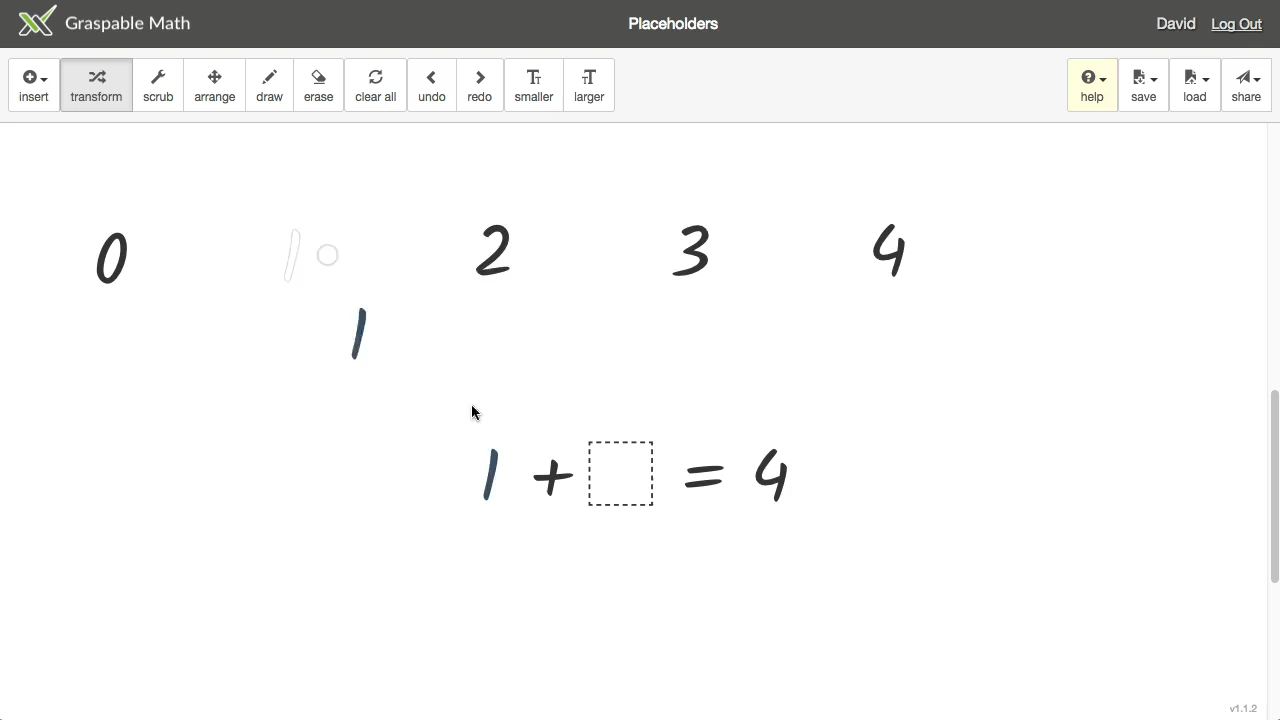 Graspable Math Placeholders David Log Out
insert transform scrub arrange draw erase clear all undo redo smaller larger help save load share
0 1 2 3 4
1
1 + = 4
v1.1.2